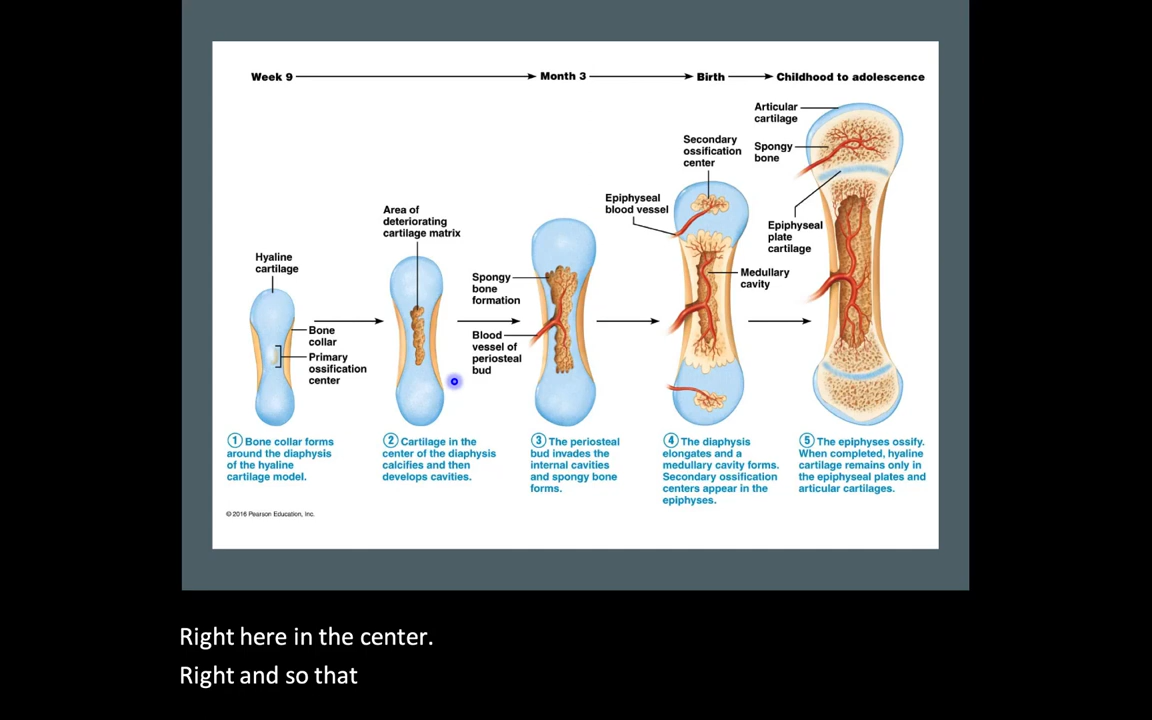 Week 9
Month 3
Birth
Childhood to adolescence
Articular
cartilage
Secondary
ossification
center
Spongy
bone
Epiphyseal
blood vessel
Area of
deteriorating
cartilage matrix
Epiphyseal
plate
cartilage
Hyaline
cartilage
Spongy
bone
formation
Medullary
cavity
Bone
collar
Primary
ossification
center
Blood
vessel of
periosteal
bud
1 Bone collar forms
around the diaphysis
of the hyaline
cartilage model.
2 Cartilage in the
center of the diaphysis
calcifies and then
develops cavities.
3 The periosteal
bud invades the
internal cavities
and spongy bone
forms.
4 The diaphysis
elongates and a
medullary cavity forms.
Secondary ossification
centers appear in the
epiphyses.
5 The epiphyses ossify.
When completed, hyaline
cartilage remains only in
the epiphyseal plates and
articular cartilages.
© 2016 Pearson Education, Inc.
Right here in the center.
Right and so that